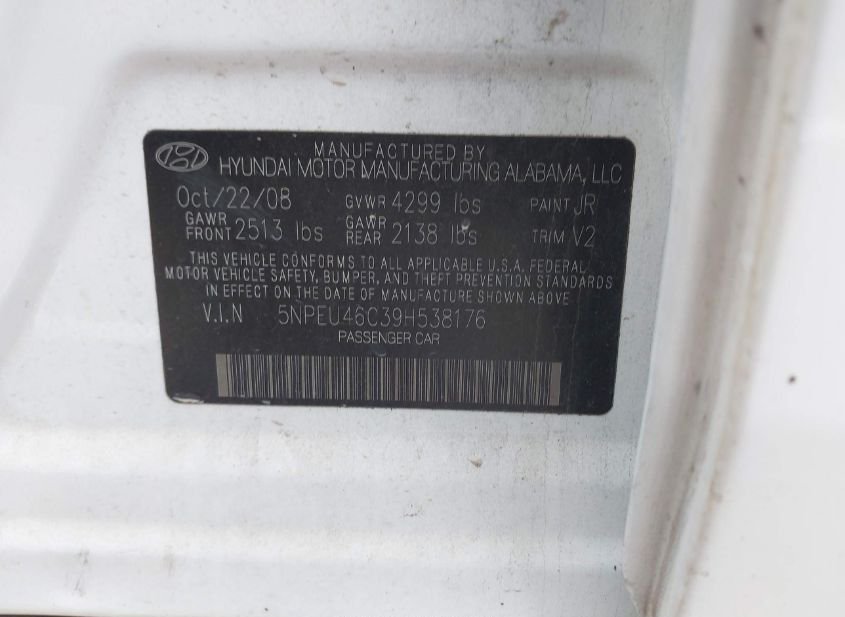 MANUFACTURED BY
HYUNDAI MOTOR MANUFACTURING ALABAMA, LLC
Oct/22/08 GVWR 4299 lbs PAINT JR
GAWR FRONT 2513 lbs GAWR REAR 2138 lbs TRIM V2
THIS VEHICLE CONFORMS TO ALL APPLICABLE U.S.A. FEDERAL
MOTOR VEHICLE SAFETY, BUMPER, AND THEFT PREVENTION STANDARDS
IN EFFECT ON THE DATE OF MANUFACTURE SHOWN ABOVE
V.I.N 5NPEU46C39H538176
PASSENGER CAR